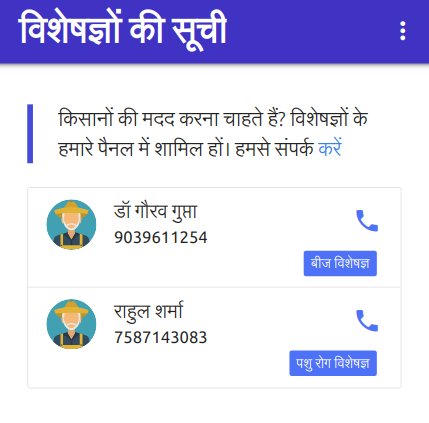 विशेषज्ञों की सूची
किसानों की मदद करना चाहते हैं? विशेषज्ञों के
हमारे पैनल में शामिल हों। हमसे संपर्क करें
डॉ गौरव गुप्ता
9039611254
बीज विशेषज्ञ
राहुल शर्मा
7587143083
पशु रोग विशेषज्ञ